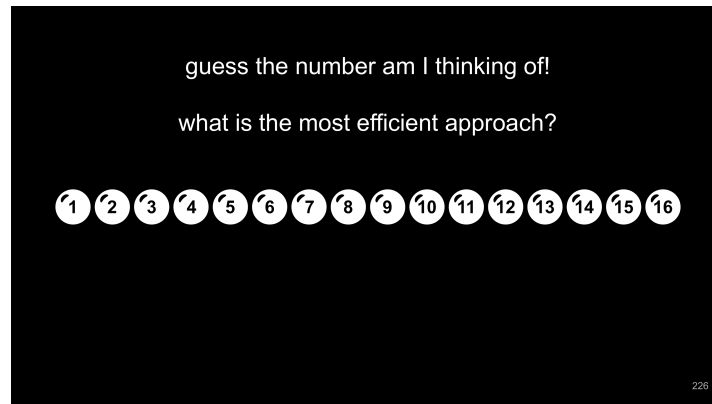 guess the number am I thinking of!
what is the most efficient approach?
1 2 3 4 5 6 7 8 9 10 11 12 13 14 15 16
226